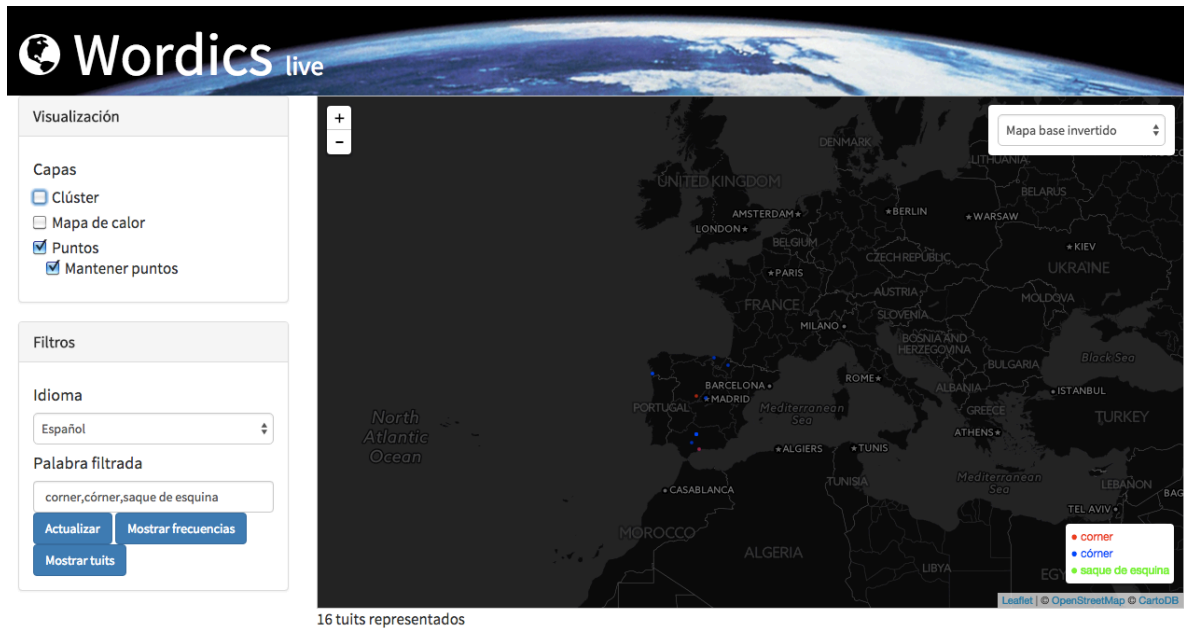 Wordics live
Visualización
Capas
Clúster
Mapa de calor
Puntos
Mantener puntos
Filtros
Idioma
Español
Palabra filtrada
corner,córner,saque de esquina
Actualizar
Mostrar frecuencias
Mostrar tuits
+
-
Mapa base invertido
DENMARK
LITHUANIA
UNITED KINGDOM
BELARUS
AMSTERDAM
BERLIN
WARSAW
LONDON
BELGIUM
KIEV
CZECH REPUBLIC
UKRAINE
PARIS
AUSTRIA
MOLDOVA
FRANCE
SLOVENIA
MILANO
BOSNIA AND
HERZEGOVINA
Black Sea
BULGARIA
ROME
BARCELONA
ALBANIA
ISTANBUL
MADRID
PORTUGAL
Mediterranean
Sea
GREECE
TURKEY
North
Atlantic
Ocean
ATHENS
ALGIERS
TUNIS
Mediterranean
Sea
TUNISIA
LEBANON
CASABLANCA
BAG
TEL AVIV
MOROCCO
ALGERIA
LIBYA
EG
corner
córner
saque de esquina
Leaflet | © OpenStreetMap © CartoDB
16 tuits representados